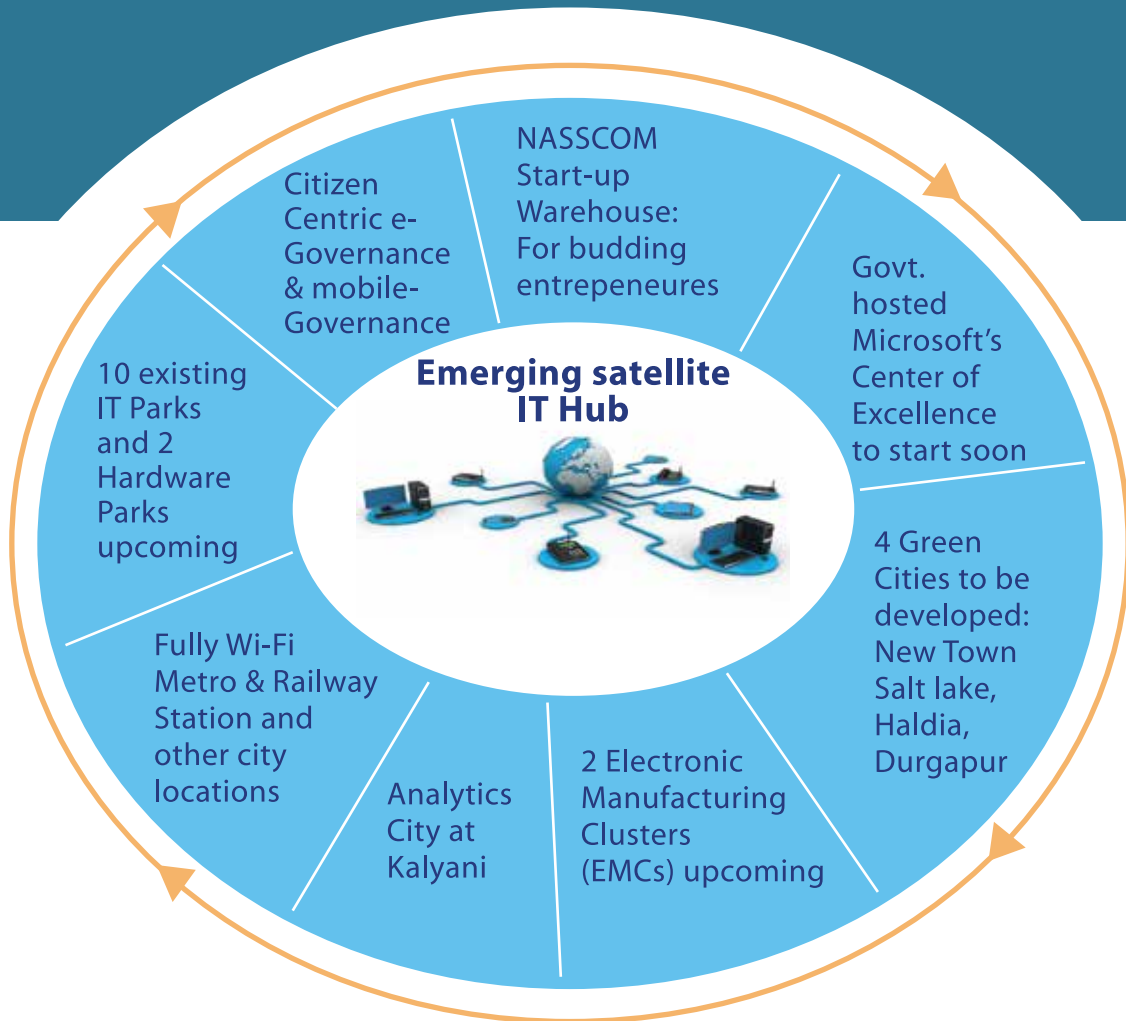 Emerging satellite
IT Hub
NASSCOM
Start-up
Warehouse:
For budding
entrepeneures
Govt.
hosted
Microsoft's
Center of
Excellence
to start soon
4 Green
Cities to be
developed:
New Town
Salt lake,
Haldia,
Durgapur
2 Electronic
Manufacturing
Clusters
(EMCs) upcoming
Analytics
City at
Kalyani
Fully Wi-Fi
Metro & Railway
Station and
other city
locations
10 existing
IT Parks
and 2
Hardware
Parks
upcoming
Citizen
Centric e-
Governance
& mobile-
Governance